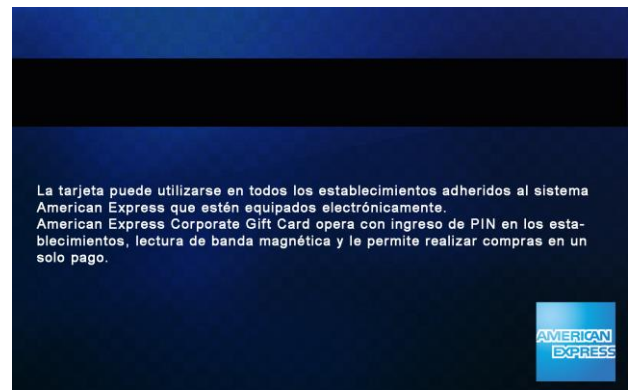 La tarjeta puede utilizarse en todos los establecimientos adheridos al sistema
American Express que estén equipados electrónicamente.
American Express Corporate Gift Card opera con ingreso de PIN en los esta-
blecimientos, lectura de banda magnética y le permite realizar compras en un
solo pago.
AMERICAN
EXPRESS